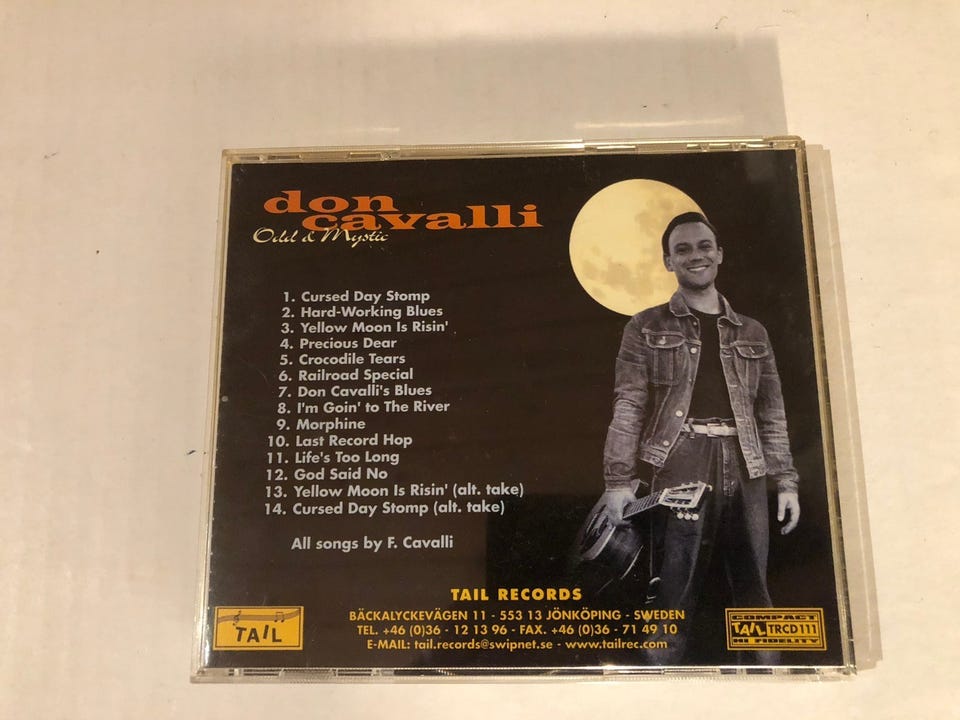 don
cavalli
Odd & Mystic
1. Cursed Day Stomp
2. Hard-Working Blues
3. Yellow Moon Is Risin'
4. Precious Dear
5. Crocodile Tears
6. Railroad Special
7. Don Cavalli's Blues
8. I'm Goin' to The River
9. Morphine
10. Last Record Hop
11. Life's Too Long
12. God Said No
13. Yellow Moon Is Risin' (alt. take)
14. Cursed Day Stomp (alt. take)
All songs by F. Cavalli
TAIL RECORDS
BÄCKALYCKEVÄGEN 11 - 553 13 JÖNKÖPING - SWEDEN
TEL. +46 (0)36 - 12 13 96 - FAX. +46 (0)36 - 71 49 10
E-MAIL: tail.records@swipnet.se - www.tailrec.com
TAIL
COMPACT
TAIL TRCD111
HI FIDELITY